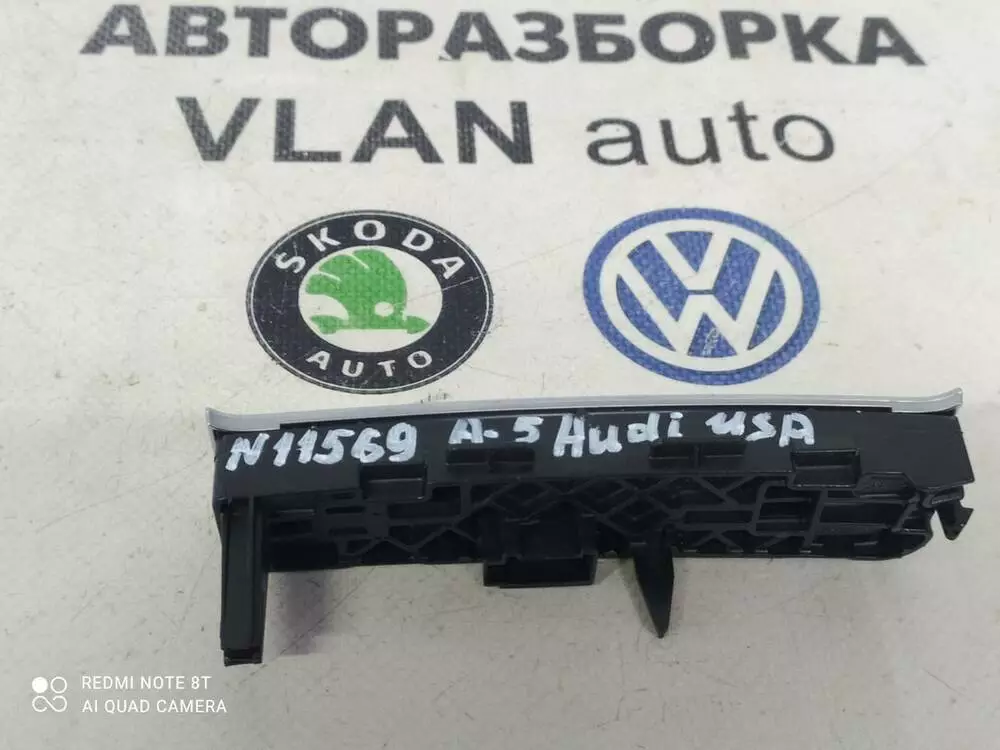 АВТОРАЗБОРКА
VLAN auto
SKODA
AUTO
N11569 A-5 Audi USA
REDMI NOTE 8T
AI QUAD CAMERA